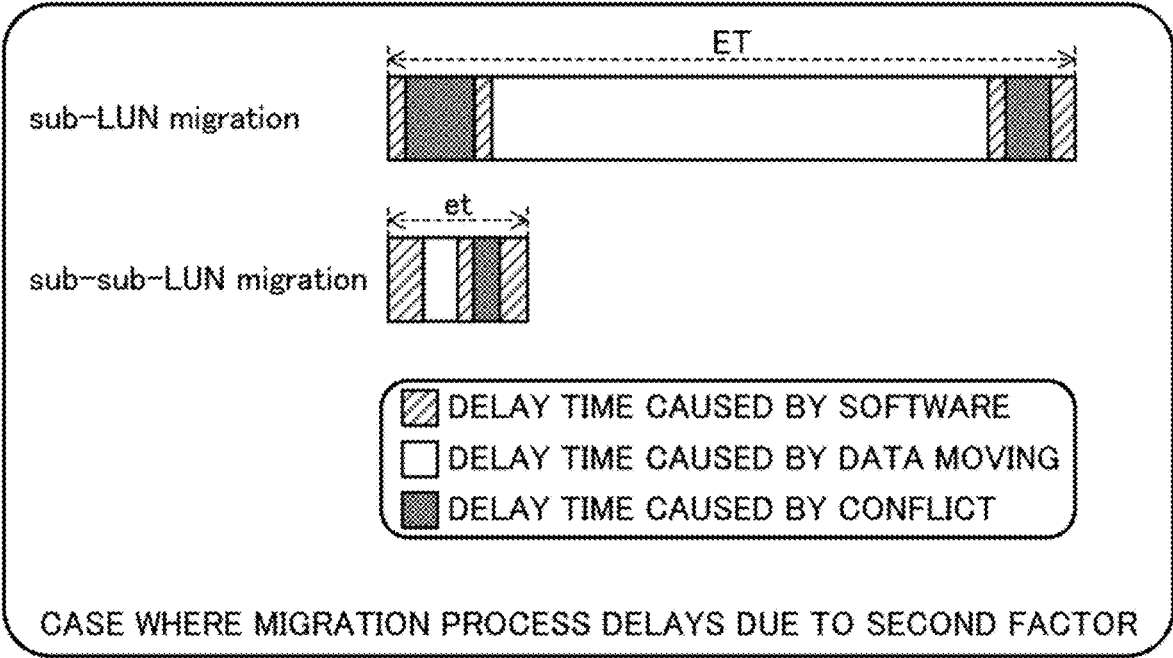 ET
sub-LUN migration
et
sub-sub-LUN migration
DELAY TIME CAUSED BY SOFTWARE
DELAY TIME CAUSED BY DATA MOVING
DELAY TIME CAUSED BY CONFLICT
CASE WHERE MIGRATION PROCESS DELAYS DUE TO SECOND FACTOR